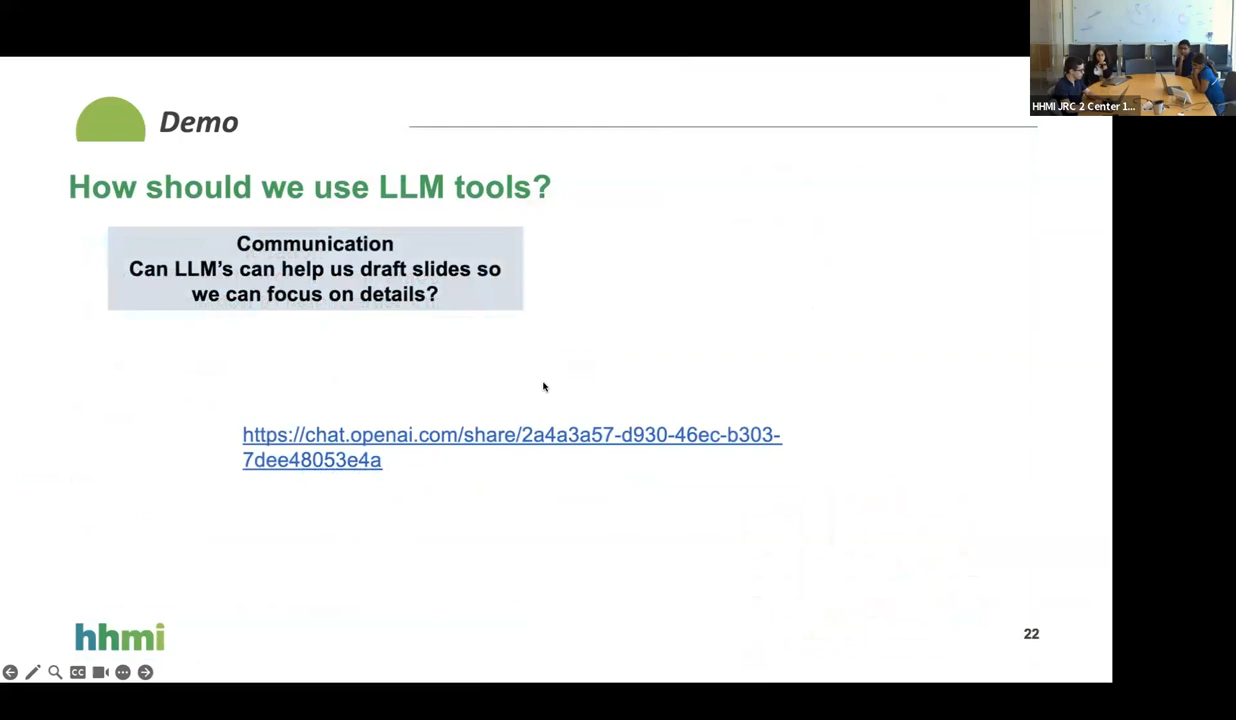 HHMI JRC 2 Center 1...
Demo
How should we use LLM tools?
Communication
Can LLM's can help us draft slides so
we can focus on details?
https://chat.openai.com/share/2a4a3a57-d930-46ec-b303-
7dee48053e4a
hhmi
22
CC